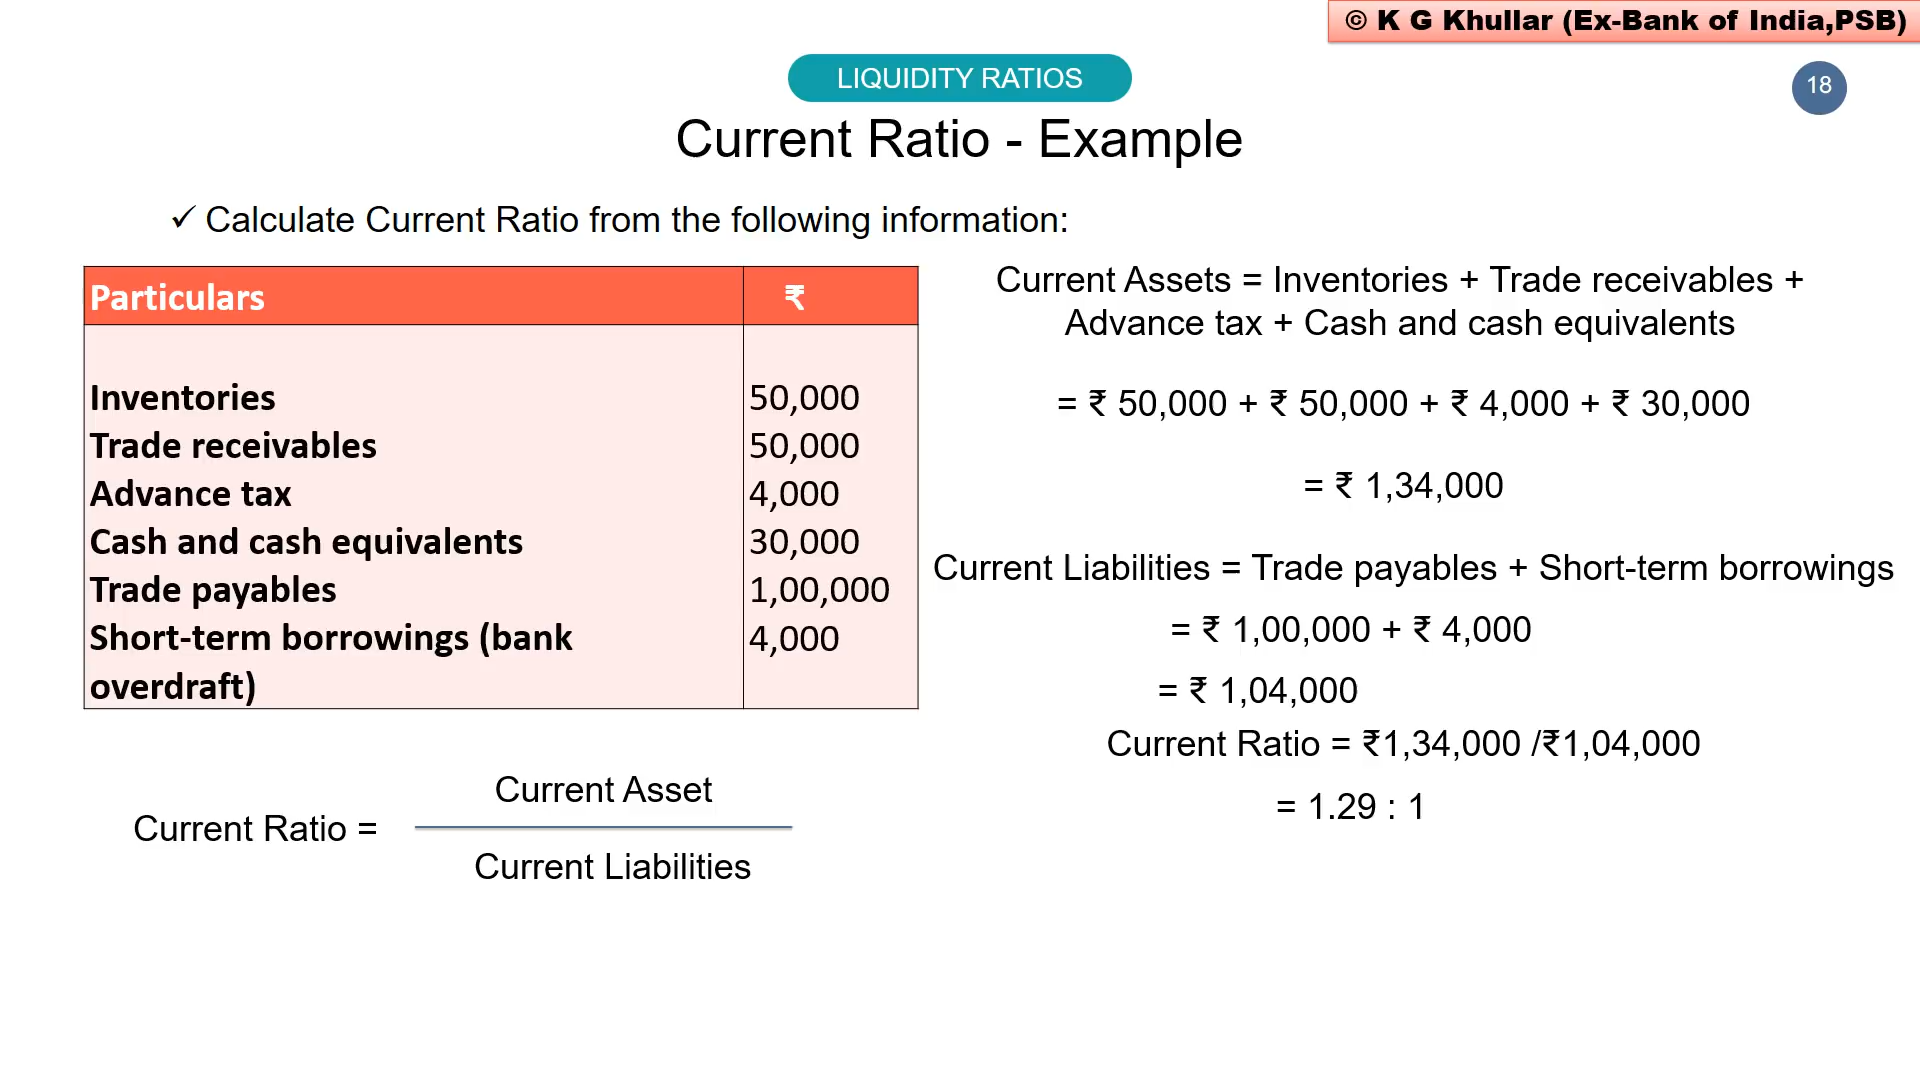 © K G Khullar (Ex-Bank of India,PSB)
LIQUIDITY RATIOS
18
Current Ratio - Example
✓ Calculate Current Ratio from the following information:
Particulars ₹
Inventories 50,000
Trade receivables 50,000
Advance tax 4,000
Cash and cash equivalents 30,000
Trade payables 1,00,000
Short-term borrowings (bank 4,000
overdraft)
Current Ratio =
Current Asset
Current Liabilities
Current Assets = Inventories + Trade receivables +
Advance tax + Cash and cash equivalents
= ₹ 50,000 + ₹ 50,000 + ₹ 4,000 + ₹ 30,000
= ₹ 1,34,000
Current Liabilities = Trade payables + Short-term borrowings
= ₹ 1,00,000 + ₹ 4,000
= ₹ 1,04,000
Current Ratio = ₹1,34,000 /₹1,04,000
= 1.29 : 1